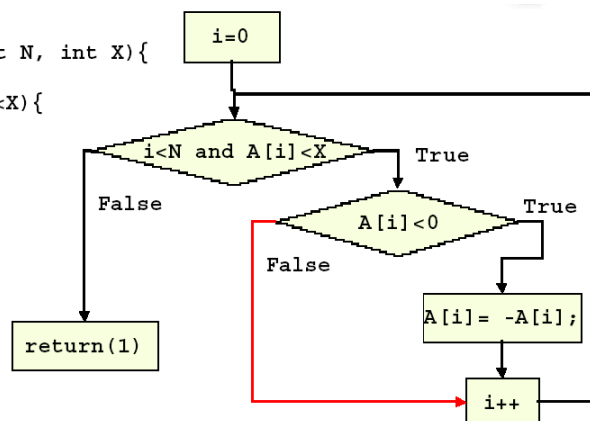 i=0
t N, int X){
<X){
i<N and A[i]<X
True
False
A[i]<0
True
False
A[i]= -A[i];
return(1)
i++